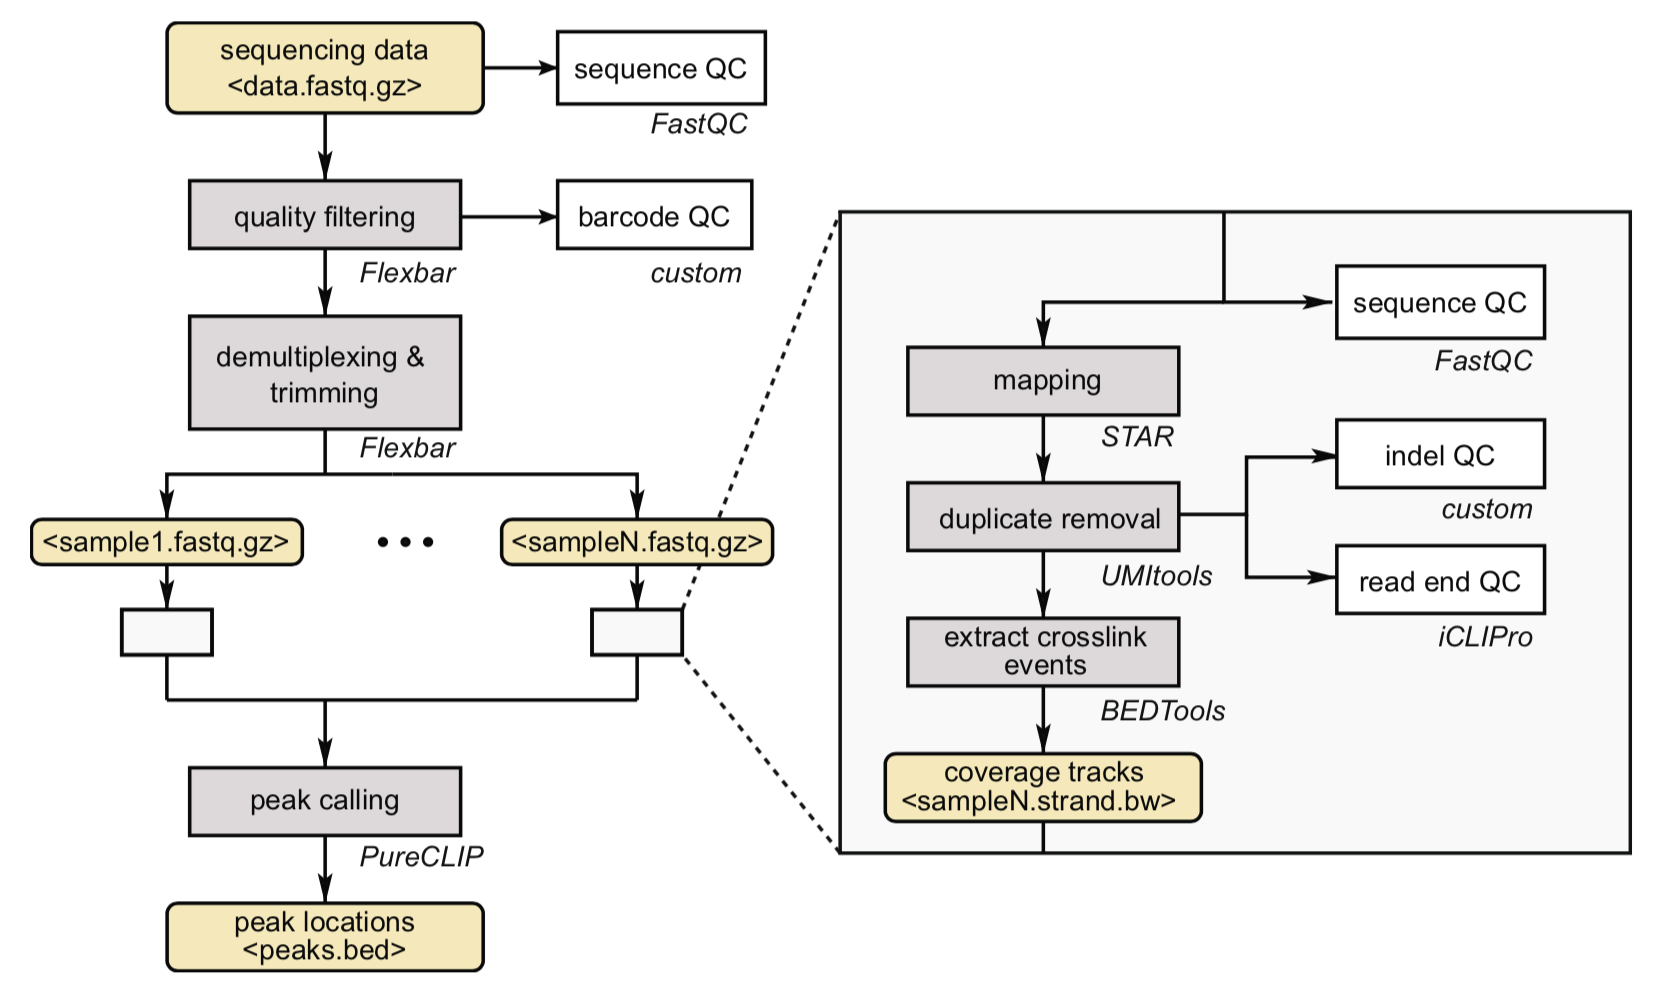 sequencing data
<data.fastq.gz>
sequence QC
FastQC
quality filtering
Flexbar
barcode QC
custom
demultiplexing &
trimming
Flexbar
<sample1.fastq.gz>
•••
<sampleN.fastq.gz>
peak calling
PureCLIP
peak locations
<peaks.bed>
sequence QC
FastQC
mapping
STAR
duplicate removal
UMItools
indel QC
custom
read end QC
iCLIPro
extract crosslink
events
BEDTools
coverage tracks
<sampleN.strand.bw>